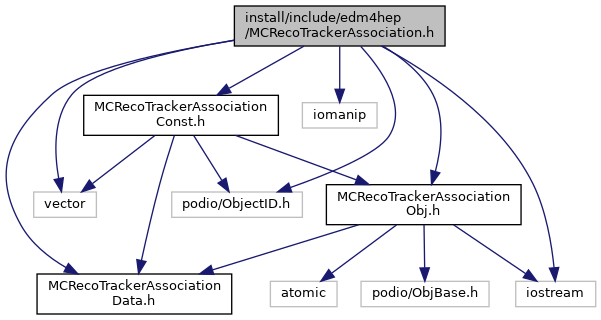 install/include/edm4hep
/MCRecoTrackerAssociation.h
MCRecoTrackerAssociation
Const.h
iomanip
vector
podio/ObjectID.h
MCRecoTrackerAssociation
Obj.h
MCRecoTrackerAssociation
Data.h
atomic
podio/ObjBase.h
iostream